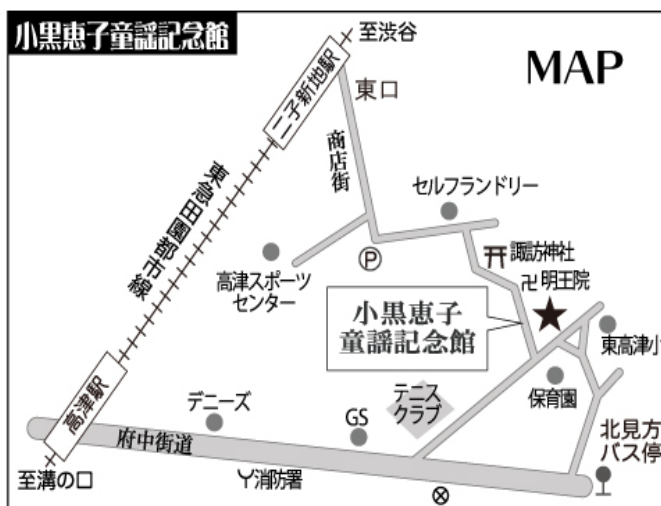 小黒恵子童謡記念館
至渋谷
MAP
二子新地駅
東口
商店街
セルフランドリー
東急田園都市線
P
高津スポーツ
センター
諏訪神社
卍明王院
小黒恵子
童謡記念館
東高津小
高津駅
デニーズ
テニス
クラブ
保育園
GS
北見方
バス停
府中街道
至溝の口
消防署